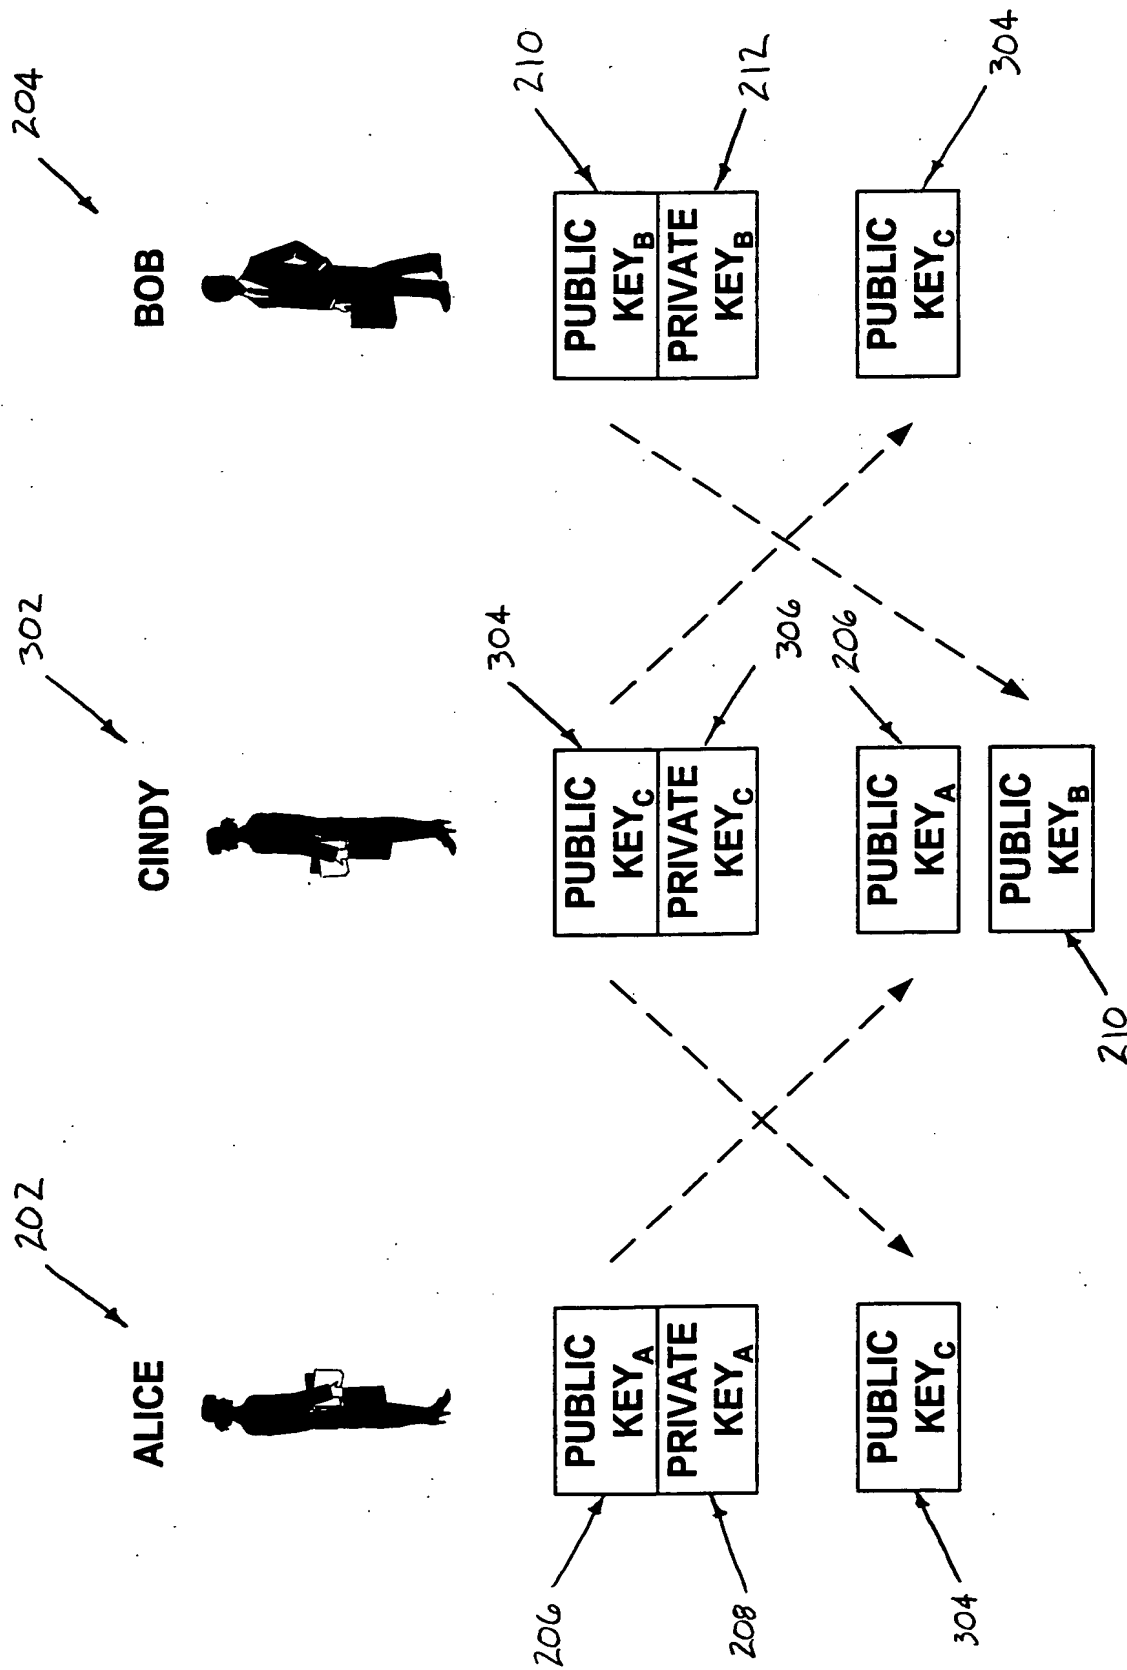 202
302
204
ALICE
CINDY
BOB
206
PUBLIC
KEYA
PRIVATE
KEYA
208
304
PUBLIC
KEYC
PRIVATE
KEYC
306
210
PUBLIC
KEYB
PRIVATE
KEYB
212
304
PUBLIC
KEYC
206
PUBLIC
KEYA
210
PUBLIC
KEYB
304
PUBLIC
KEYC